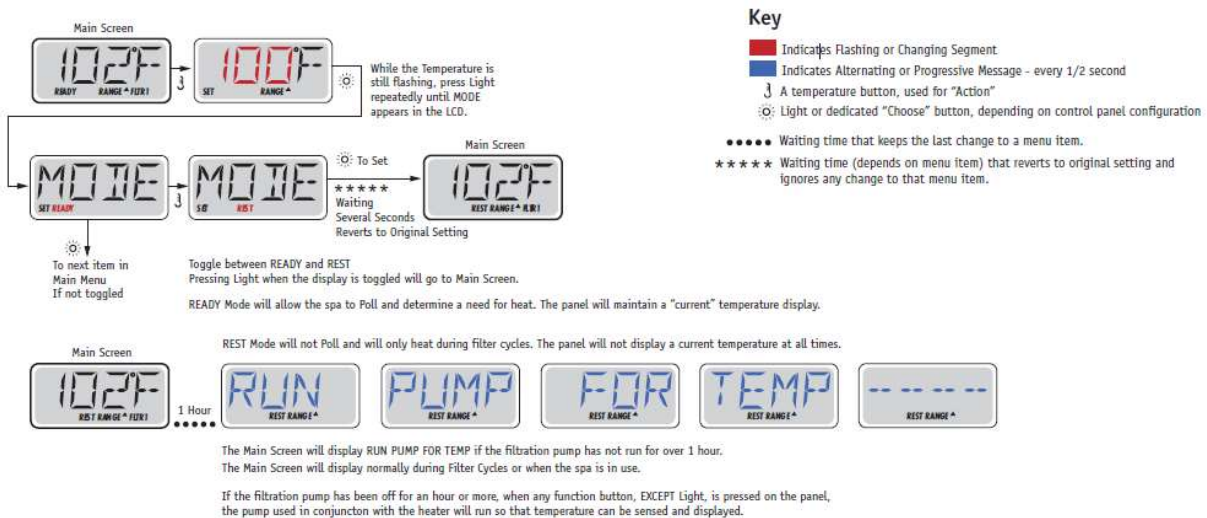 Main Screen
102°F
READY RANGE FLTR1
100°F
SET RANGE
While the Temperature is
still flashing, press Light
repeatedly until MODE
appears in the LCD.
Key
Indicates Flashing or Changing Segment
Indicates Alternating or Progressive Message - every 1/2 second
A temperature button, used for "Action"
Light or dedicated "Choose" button, depending on control panel configuration
••••• Waiting time that keeps the last change to a menu item.
***** Waiting time (depends on menu item) that reverts to original setting and
ignores any change to that menu item.
MODE
SET READY
MODE
SET REST
To Set
*****
Waiting
Several Seconds
Reverts to Original Setting
Main Screen
102°F
REST RANGE FLTR1
To next item in
Main Menu
If not toggled
Toggle between READY and REST
Pressing Light when the display is toggled will go to Main Screen.
READY Mode will allow the spa to Poll and determine a need for heat. The panel will maintain a "current" temperature display.
REST Mode will not Poll and will only heat during filter cycles. The panel will not display a current temperature at all times.
Main Screen
102°F
REST RANGE FLTR1
1 Hour
•••••
RUN
REST RANGE
PUMP
REST RANGE
FOR
REST RANGE
TEMP
REST RANGE
-- -- -- --
REST RANGE
The Main Screen will display RUN PUMP FOR TEMP if the filtration pump has not run for over 1 hour.
The Main Screen will display normally during Filter Cycles or when the spa is in use.
If the filtration pump has been off for an hour or more, when any function button, EXCEPT Light, is pressed on the panel,
the pump used in conjuncton with the heater will run so that temperature can be sensed and displayed.